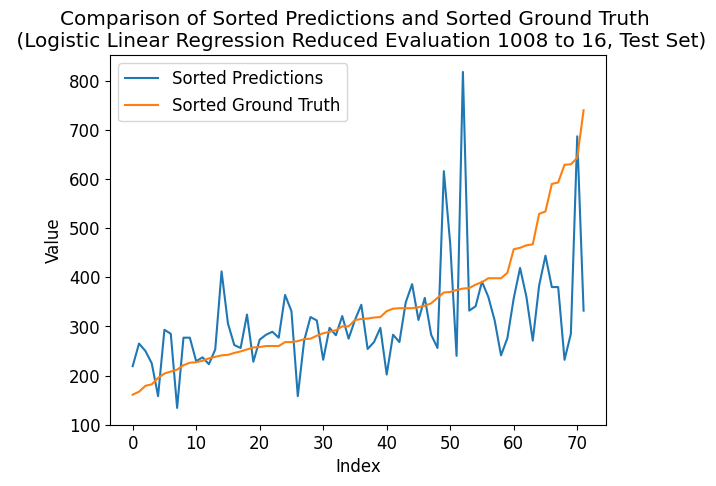 Comparison of Sorted Predictions and Sorted Ground Truth
(Logistic Linear Regression Reduced Evaluation 1008 to 16, Test Set)
Sorted Predictions
Sorted Ground Truth
800
700
600
500
400
300
200
100
Value
0 10 20 30 40 50 60 70
Index